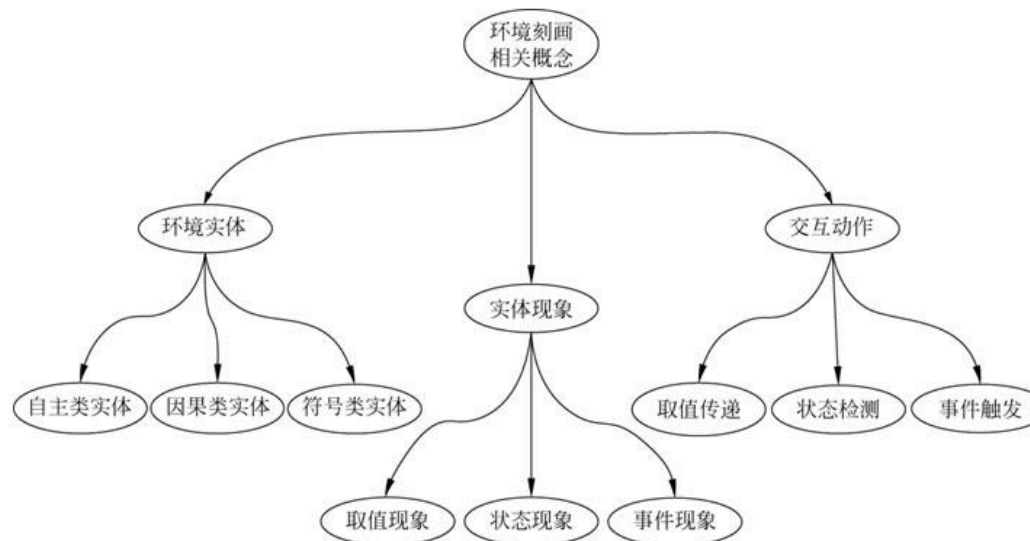 环境刻画
相关概念
环境实体
交互动作
实体现象
自主类实体
因果类实体
符号类实体
取值传递
状态检测
事件触发
取值现象
状态现象
事件现象